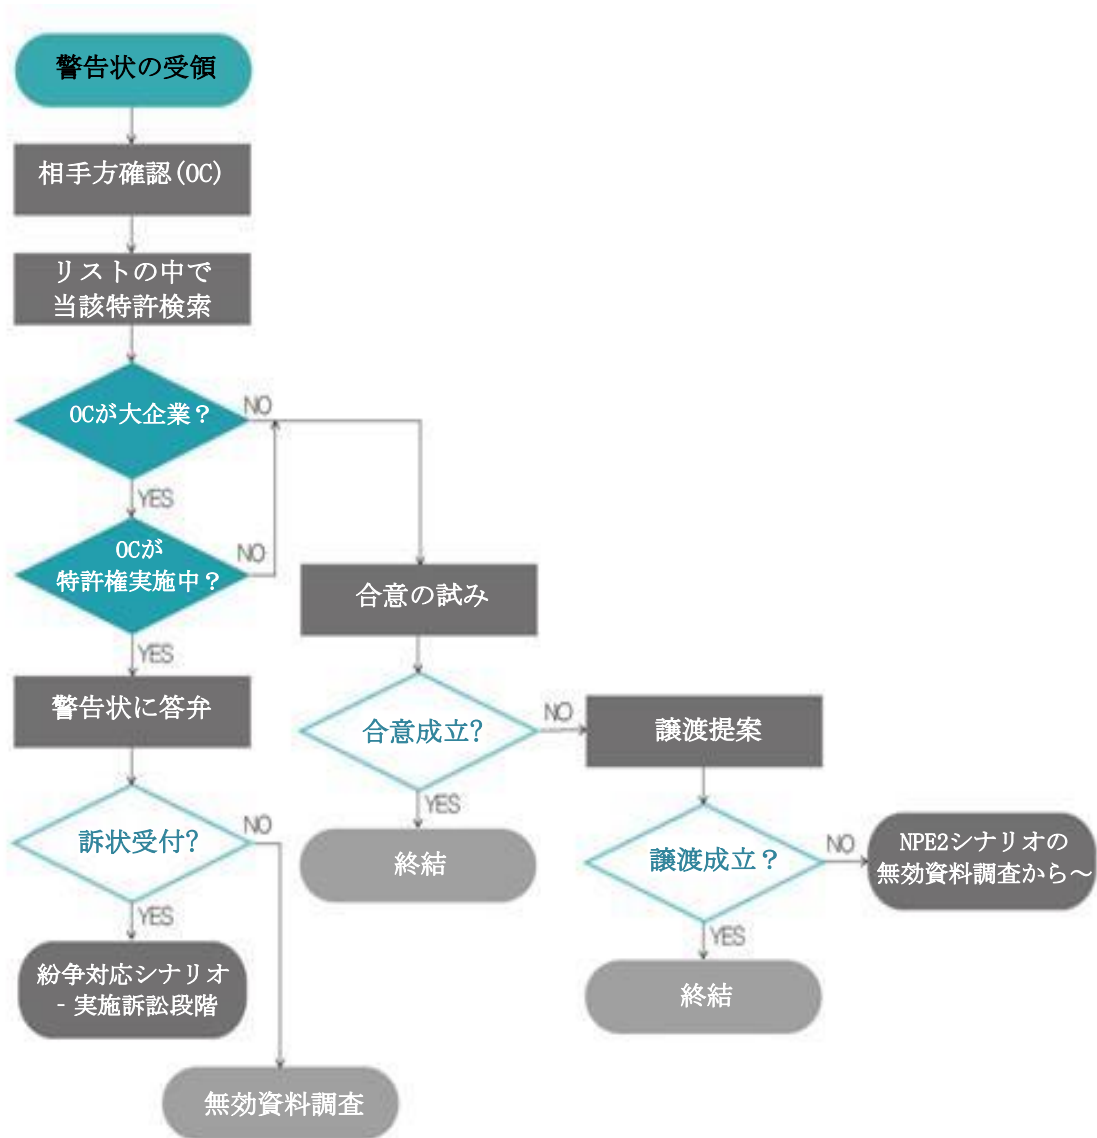 警告状の受領
相手方確認(OC)
リストの中で
当該特許検索
OCが大企業？
NO
YES
OCが
特許権実施中？
NO
YES
警告状に答弁
訴状受付?
NO
YES
紛争対応シナリオ
- 実施訴訟段階
無効資料調査
合意の試み
合意成立?
NO
YES
終結
譲渡提案
譲渡成立？
NO
YES
終結
NPE2シナリオの
無効資料調査から～